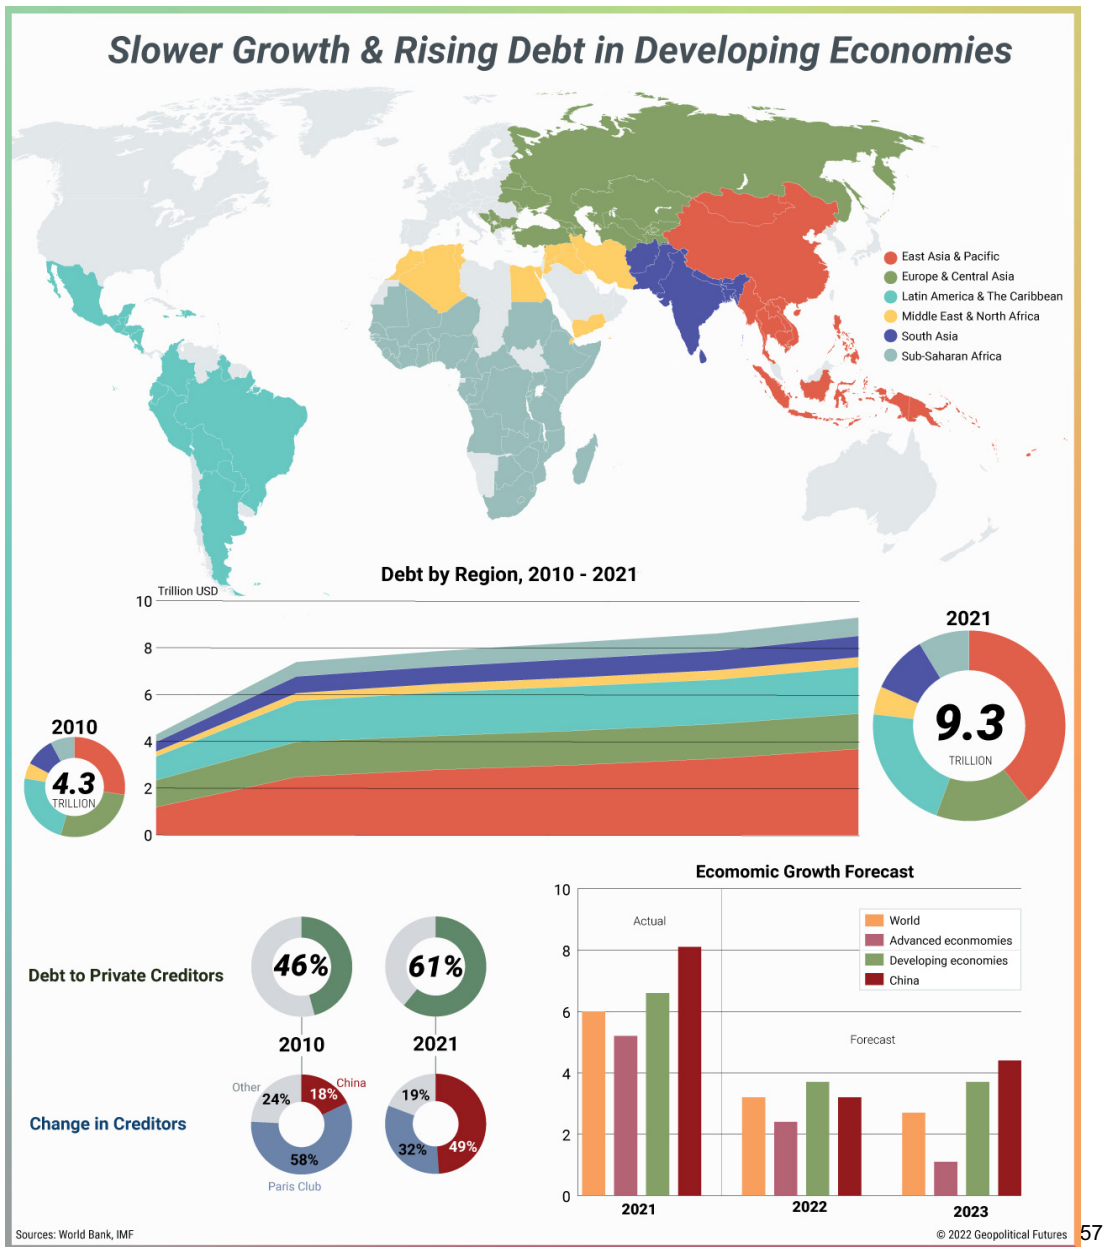 Slower Growth & Rising Debt in Developing Economies
East Asia & Pacific
Europe & Central Asia
Latin America & The Caribbean
Middle East & North Africa
South Asia
Sub-Saharan Africa
Debt by Region, 2010 - 2021
Trillion USD
10
8
6
4
2
0
2010
4.3
TRILLION
2021
9.3
TRILLION
Debt to Private Creditors
46%
61%
2010
2021
Change in Creditors
Other
24%
18%
China
58%
Paris Club
19%
32%
49%
Ecomomic Growth Forecast
10
8
6
4
2
0
Actual
Forecast
World
Advanced econmomies
Developing economies
China
2021
2022
2023
Sources: World Bank, IMF
© 2022 Geopolitical Futures
57